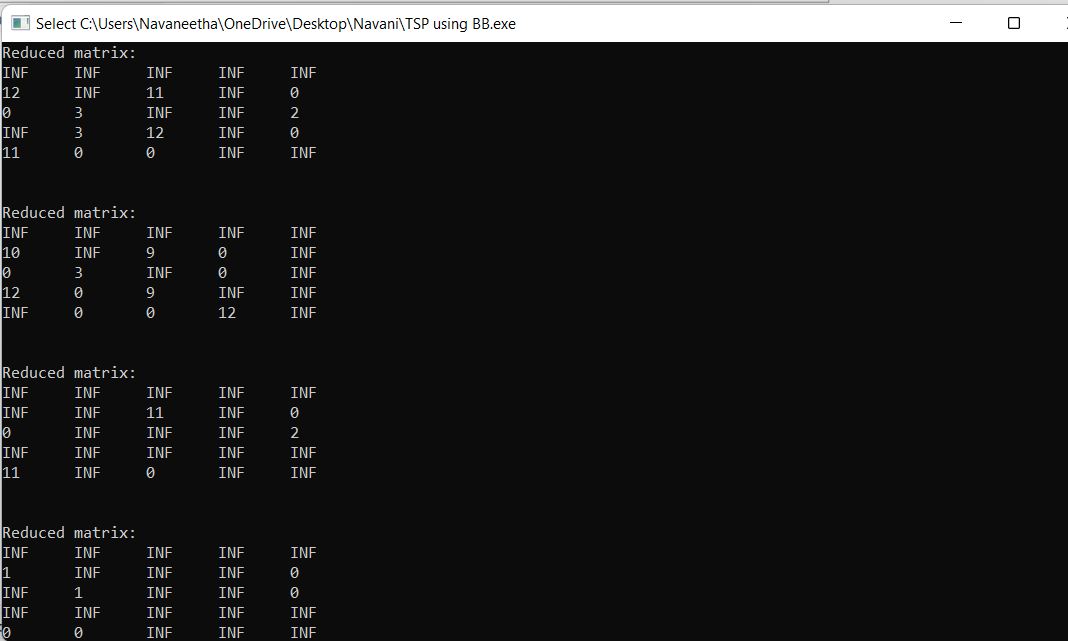 Select C:\Users\Navaneetha\OneDrive\Desktop\Navani\TSP using BB.exe
Reduced matrix:
INF INF INF INF INF
12 INF 11 INF 0
0 3 INF INF 2
INF 3 12 INF 0
11 0 0 INF INF
Reduced matrix:
INF INF INF INF INF
10 INF 9 0 INF
0 3 INF 0 INF
12 0 9 INF INF
INF 0 0 12 INF
Reduced matrix:
INF INF INF INF INF
INF INF 11 INF 0
0 INF INF INF 2
INF INF INF INF INF
11 INF 0 INF INF
Reduced matrix:
INF INF INF INF INF
1 INF INF INF 0
INF 1 INF INF 0
INF INF INF INF INF
0 0 INF INF INF